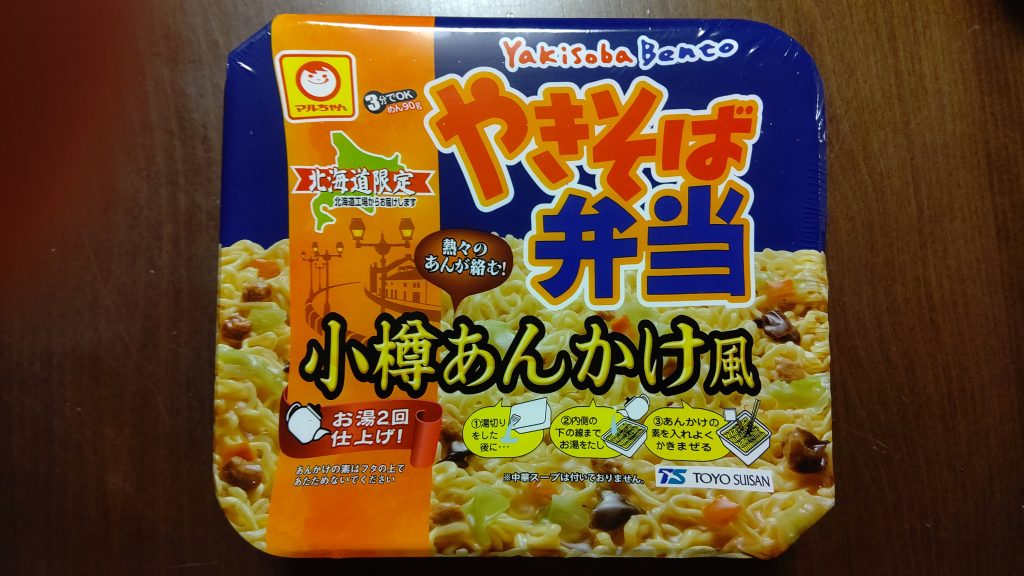 Yakisoba Bento
マルちゃん
3分でOK
めん90g
やきそば
弁当
北海道限定
北海道工場からお届けします
熱々の
あんが絡む!
小樽あんかけ風
お湯2回
仕上げ!
①湯切り
をした
後に…
②内側の
下の線まで
お湯をたし
③あんかけの
素を入れよく
かきまぜる
あんかけの素はフタの上で
あたためないでください
※中華スープは付いておりません。
TS TOYO SUISAN